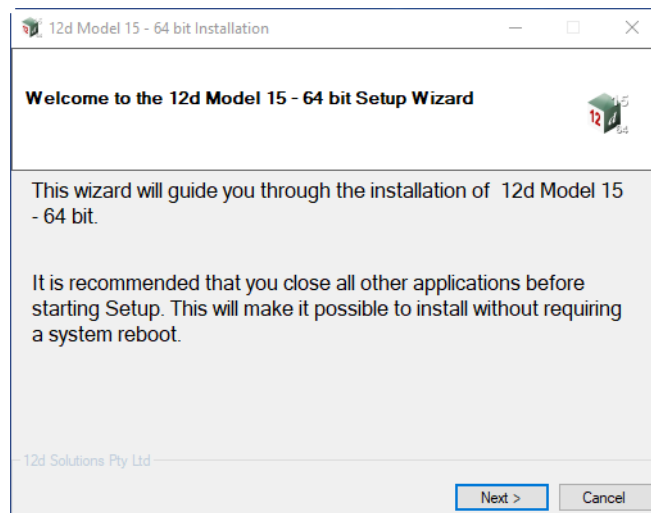 12d Model 15 - 64 bit Installation
Welcome to the 12d Model 15 - 64 bit Setup Wizard
15
12 d
64
This wizard will guide you through the installation of 12d Model 15
- 64 bit.
It is recommended that you close all other applications before
starting Setup. This will make it possible to install without requiring
a system reboot.
12d Solutions Pty Ltd
Next > Cancel